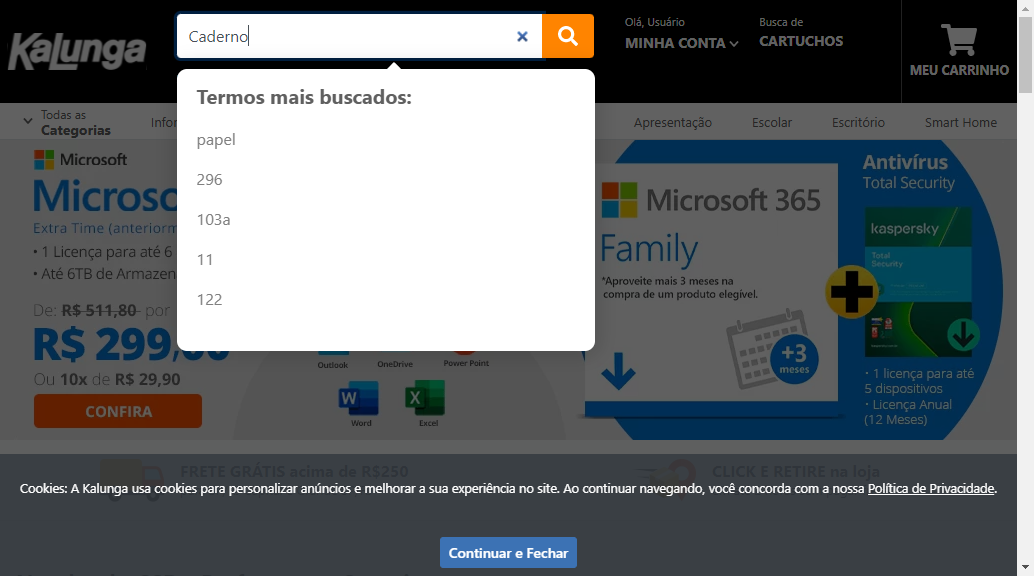 Kalunga
Caderno
Olá, Usuário
MINHA CONTA
Busca de
CARTUCHOS
MEU CARRINHO
Termos mais buscados:
papel
296
103a
11
122
Todas as
Categorias
Apresentação
Escolar
Escritório
Smart Home
Microsoft
Extra Time
• 1 Licença para até 6
• Até 6TB de
De: R$ 511,80 por
R$ 299,
Ou 10x de R$ 29,90
CONFIRA
Outlook
OneDrive
Power Point
Word
Excel
Microsoft 365
Family
*Aproveite mais 3 meses na
compra de um produto elegível.
+3
meses
Antivírus
Total Security
kaspersky
Total
Security
• 1 licença para até
5 dispositivos
• Licença Anual
(12 Meses)
FRETE GRÁTIS acima de R$250
CLICK E RETIRE na loja
Cookies: A Kalunga usa cookies para personalizar anúncios e melhorar a sua experiência no site. Ao continuar navegando, você concorda com a nossa Política de Privacidade.
Continuar e Fechar